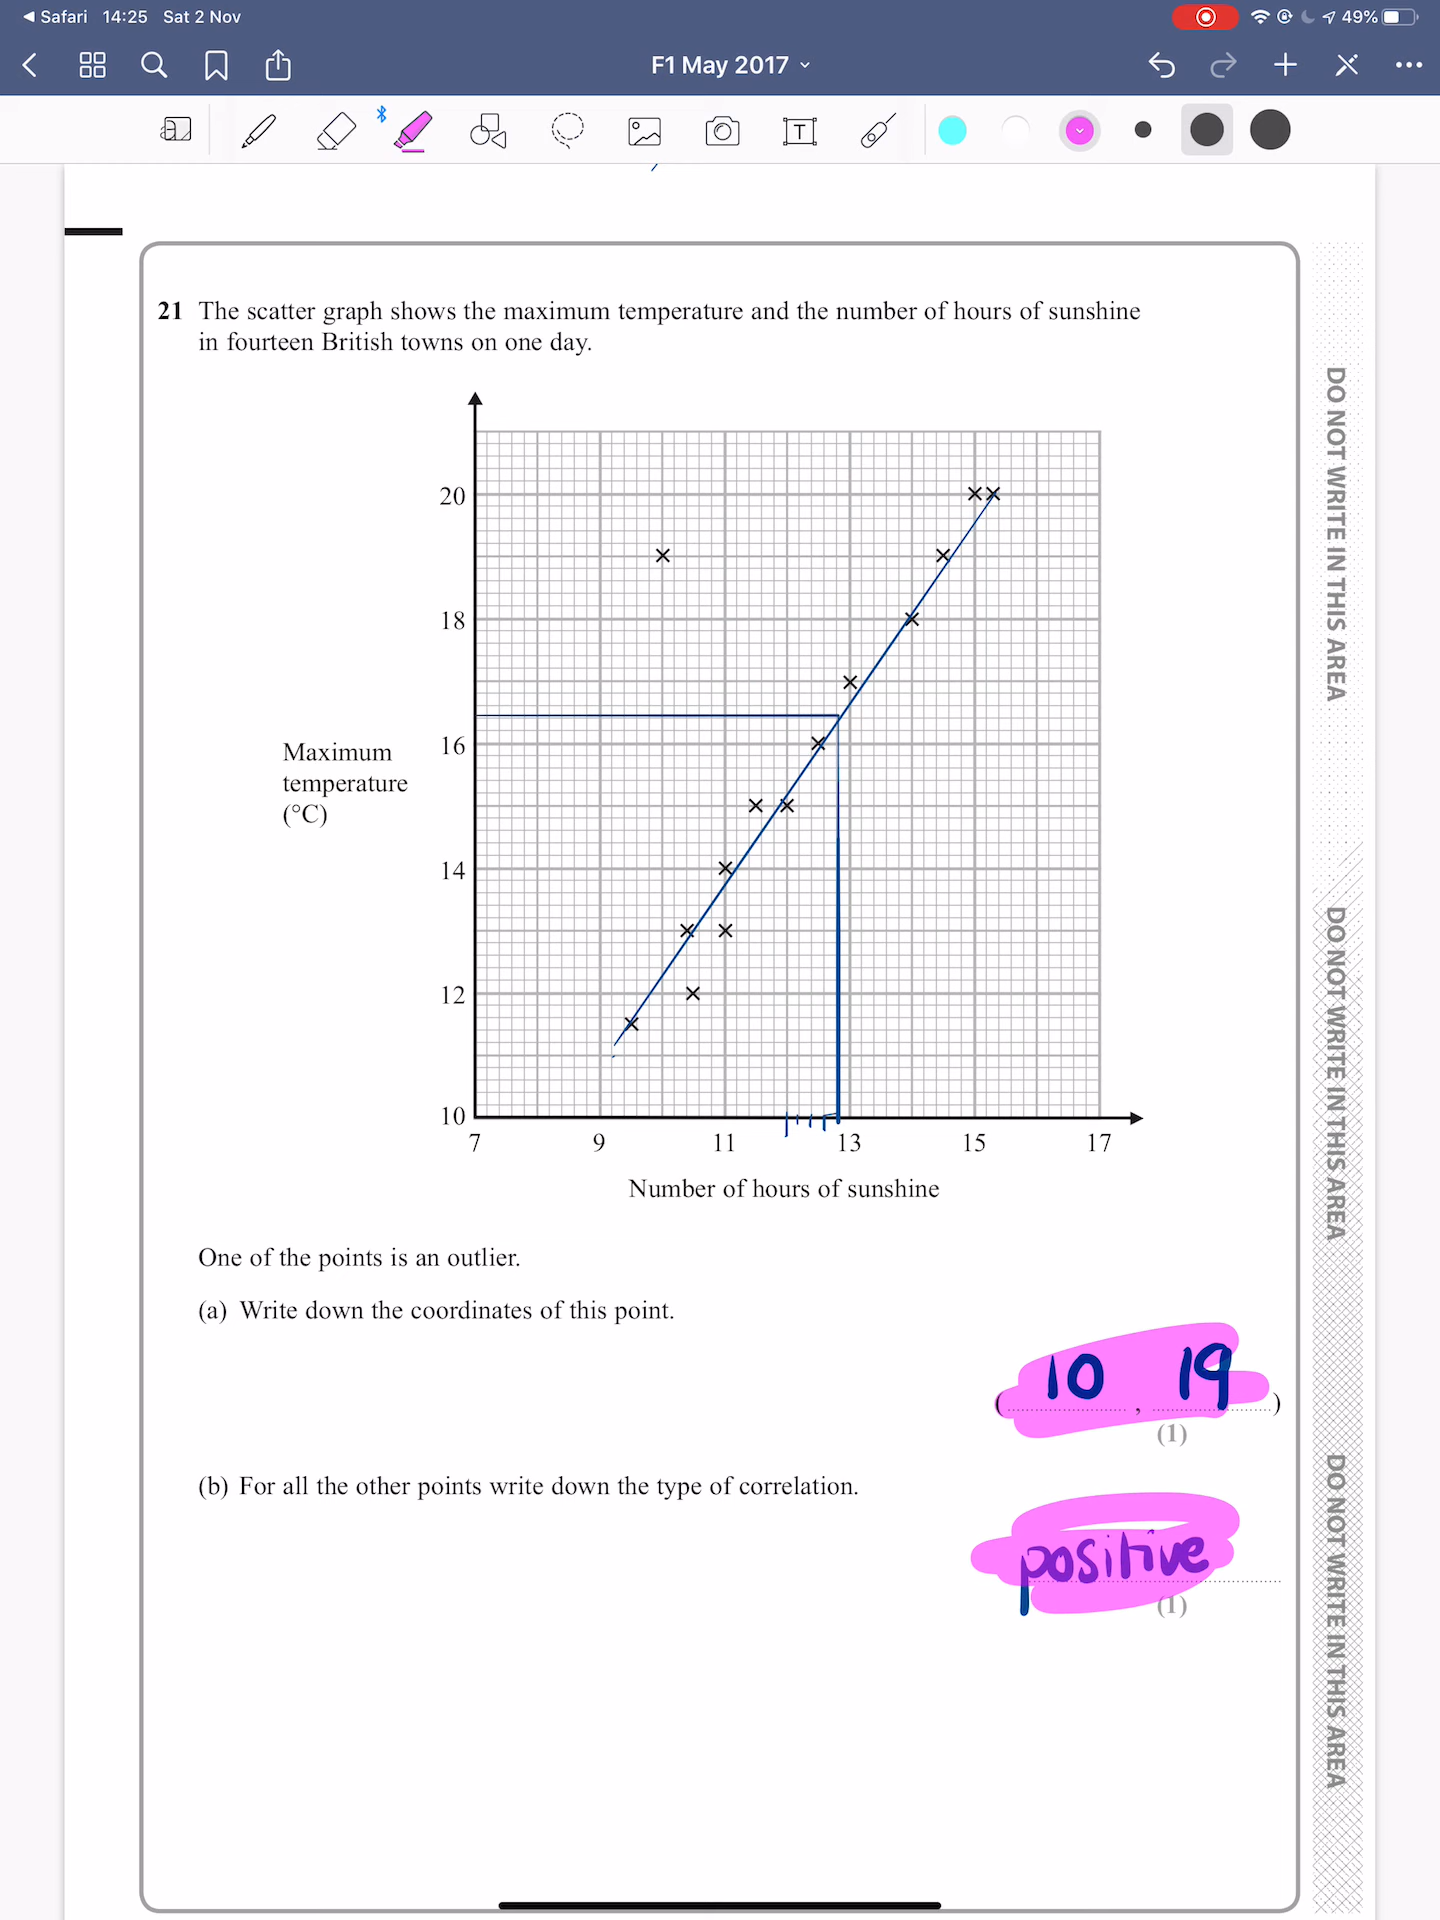 Safari 14:25 Sat 2 Nov 49%
F1 May 2017
21 The scatter graph shows the maximum temperature and the number of hours of sunshine
in fourteen British towns on one day.
20
18
16
14
12
10
Maximum
temperature
(°C)
7 9 11 13 15 17
Number of hours of sunshine
One of the points is an outlier.
(a) Write down the coordinates of this point.
( 10 , 19 )
(1)
(b) For all the other points write down the type of correlation.
positive
(1)
DO NOT WRITE IN THIS AREA
DO NOT WRITE IN THIS AREA
DO NOT WRITE IN THIS AREA